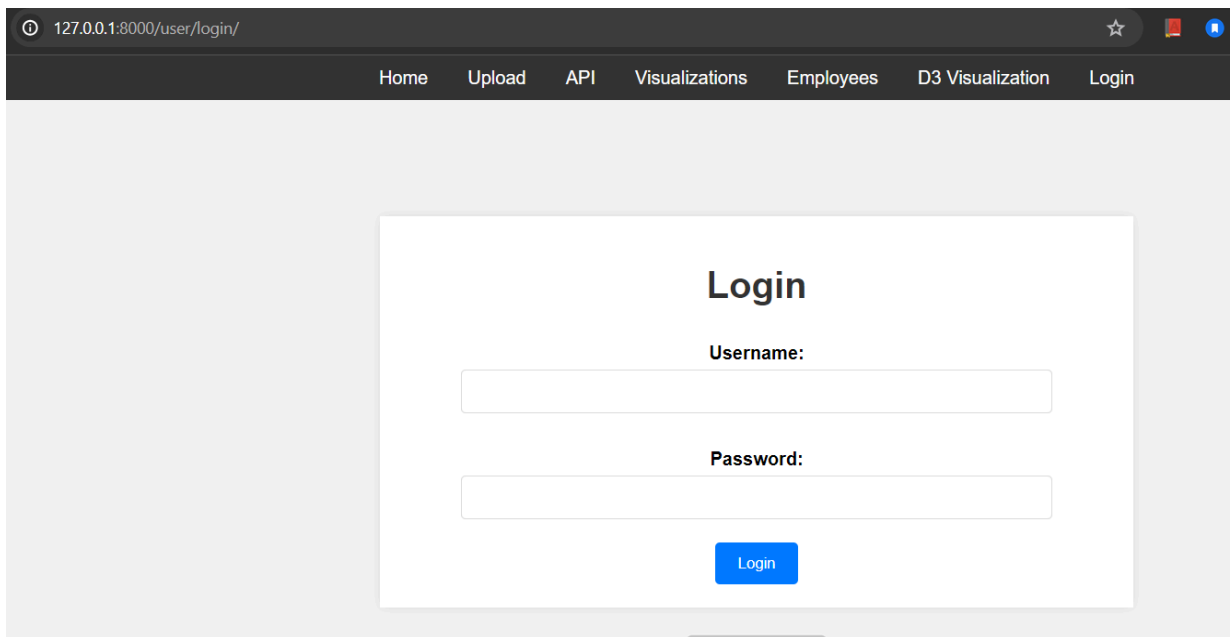 127.0.0.1:8000/user/login/
Home Upload API Visualizations Employees D3 Visualization Login
Login
Username:
Password:
Login